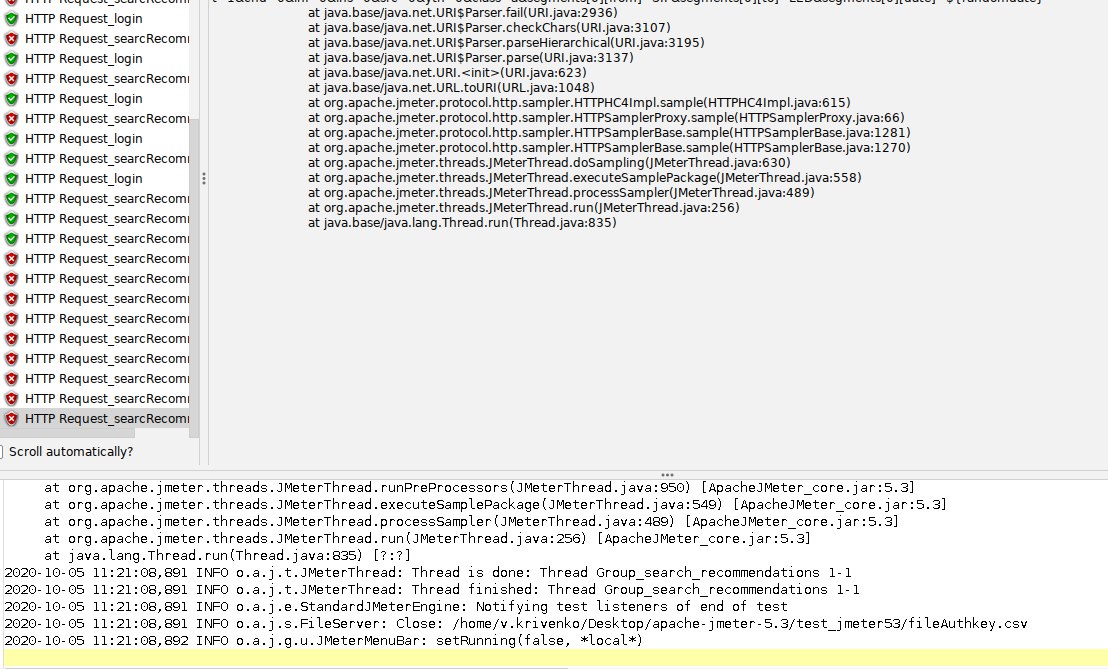 HTTP Request_login
HTTP Request_searcRecomm
HTTP Request_login
HTTP Request_searcRecomm
HTTP Request_login
HTTP Request_searcRecomm
HTTP Request_login
HTTP Request_searcRecomm
HTTP Request_login
HTTP Request_searcRecomm
HTTP Request_searcRecomm
HTTP Request_searcRecomm
HTTP Request_searcRecomm
HTTP Request_searcRecomm
HTTP Request_searcRecomm
HTTP Request_searcRecomm
HTTP Request_searcRecomm
HTTP Request_searcRecomm
HTTP Request_searcRecomm
HTTP Request_searcRecomm
HTTP Request_searcRecomm
Scroll automatically?
at java.base/java.net.URI$Parser.fail(URI.java:2936)
at java.base/java.net.URI$Parser.checkChars(URI.java:3107)
at java.base/java.net.URI$Parser.parseHierarchical(URI.java:3195)
at java.base/java.net.URI$Parser.parse(URI.java:3137)
at java.base/java.net.URI.<init>(URI.java:623)
at java.base/java.net.URL.toURI(URL.java:1048)
at org.apache.jmeter.protocol.http.sampler.HTTPHC4Impl.sample(HTTPHC4Impl.java:615)
at org.apache.jmeter.protocol.http.sampler.HTTPSamplerProxy.sample(HTTPSamplerProxy.java:66)
at org.apache.jmeter.protocol.http.sampler.HTTPSamplerBase.sample(HTTPSamplerBase.java:1281)
at org.apache.jmeter.protocol.http.sampler.HTTPSamplerBase.sample(HTTPSamplerBase.java:1270)
at org.apache.jmeter.threads.JMeterThread.doSampling(JMeterThread.java:630)
at org.apache.jmeter.threads.JMeterThread.executeSamplePackage(JMeterThread.java:558)
at org.apache.jmeter.threads.JMeterThread.processSampler(JMeterThread.java:489)
at org.apache.jmeter.threads.JMeterThread.run(JMeterThread.java:256)
at java.base/java.lang.Thread.run(Thread.java:835)
at org.apache.jmeter.threads.JMeterThread.runPreProcessors(JMeterThread.java:950) [ApacheJMeter_core.jar:5.3]
at org.apache.jmeter.threads.JMeterThread.executeSamplePackage(JMeterThread.java:549) [ApacheJMeter_core.jar:5.3]
at org.apache.jmeter.threads.JMeterThread.processSampler(JMeterThread.java:489) [ApacheJMeter_core.jar:5.3]
at org.apache.jmeter.threads.JMeterThread.run(JMeterThread.java:256) [ApacheJMeter_core.jar:5.3]
at java.lang.Thread.run(Thread.java:835) [?:?]
2020-10-05 11:21:08,891 INFO o.a.j.t.JMeterThread: Thread is done: Thread Group_search_recommendations 1-1
2020-10-05 11:21:08,891 INFO o.a.j.t.JMeterThread: Thread finished: Thread Group_search_recommendations 1-1
2020-10-05 11:21:08,891 INFO o.a.j.e.StandardJMeterEngine: Notifying test listeners of end of test
2020-10-05 11:21:08,891 INFO o.a.j.s.FileServer: Close: /home/v.krivenko/Desktop/apache-jmeter-5.3/test_jmeter53/fileAuthkey.csv
2020-10-05 11:21:08,892 INFO o.a.j.g.u.JMeterMenuBar: setRunning(false, *local*)